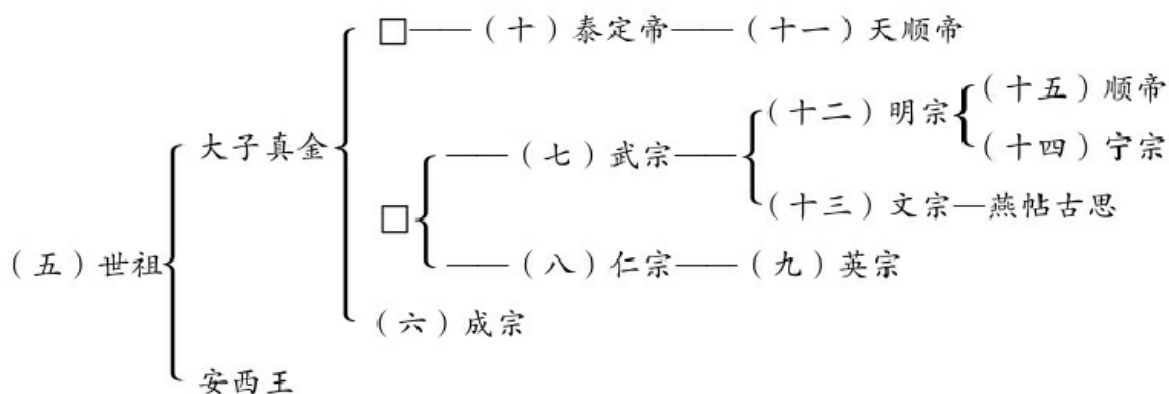 □——（十）泰定帝——（十一）天顺帝
（十五）顺帝
（十二）明宗
大子真金
——（七）武宗——
（十四）宁宗
□
（十三）文宗—燕帖古思
（五）世祖
——（八）仁宗——（九）英宗
（六）成宗
安西王